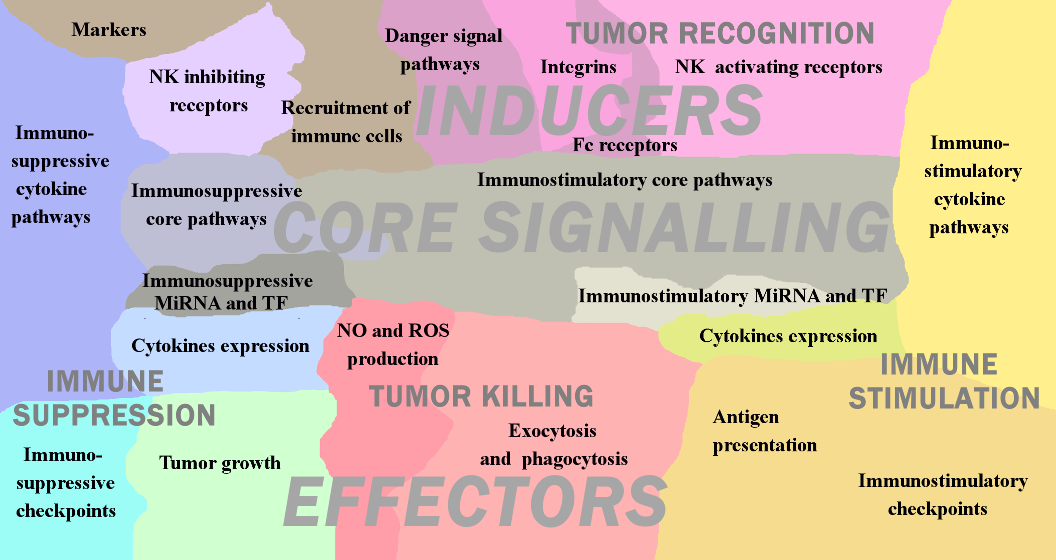 Markers
Danger signal
pathways
TUMOR RECOGNITION
Integrins
NK activating receptors
NK inhibiting
receptors
Recruitment of
immune cells
INDUCERS
Fc receptors
Immuno-
suppressive
cytokine
pathways
Immuno-
stimulatory
cytokine
pathways
Immunosuppressive
core pathways
Immunostimulatory core pathways
CORE SIGNALLING
Immunosuppressive
MiRNA and TF
Immunostimulatory MiRNA and TF
Cytokines expression
NO and ROS
production
Cytokines expression
IMMUNE
SUPPRESSION
TUMOR KILLING
IMMUNE
STIMULATION
Immuno-
suppressive
checkpoints
Tumor growth
Exocytosis
and phagocytosis
Antigen
presentation
Immunostimulatory
checkpoints
EFFECTORS